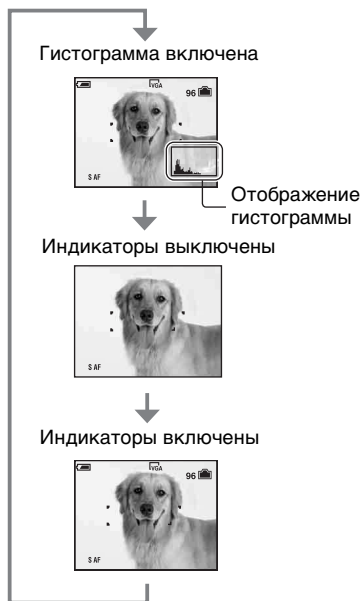 Гистограмма включена
VGA
96
S AF
Отображение
гистограммы
Индикаторы выключены
S AF
Индикаторы включены
VGA
96
S AF